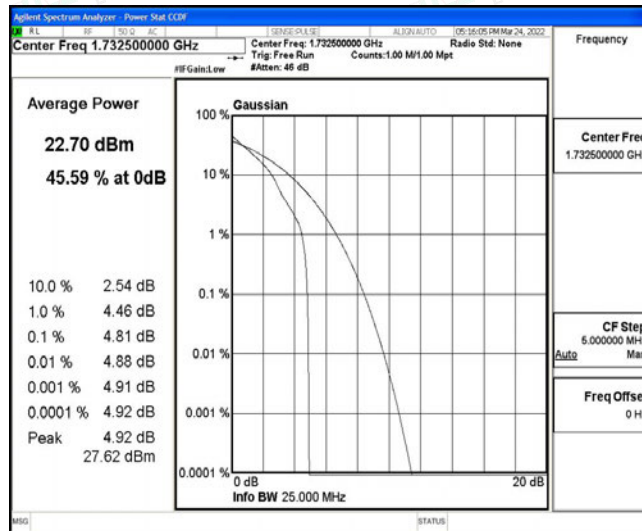 Agilent Spectrum Analyzer - Power Stat CCDF
RL RF 50 Ω AC SENSE:PULSE ALIGN AUTO 05:16:05 PM Mar 24, 2022
Center Freq 1.732500000 GHz
Center Freq: 1.732500000 GHz Radio Std: None
Trig: Free Run Counts:1.00 M/1.00 Mpt
#IFGain:Low #Atten: 46 dB
Frequency
Average Power
22.70 dBm
45.59 % at 0dB
10.0 % 2.54 dB
1.0 % 4.46 dB
0.1 % 4.81 dB
0.01 % 4.88 dB
0.001 % 4.91 dB
0.0001 % 4.92 dB
Peak 4.92 dB
27.62 dBm
Gaussian
100 %
10 %
1 %
0.1 %
0.01 %
0.001 %
0.0001 %
0 dB 20 dB
Info BW 25.000 MHz
Center Freq
1.732500000 GH
CF Step
5.000000 MH
Auto Ma
Freq Offse
0 H
MSG STATUS